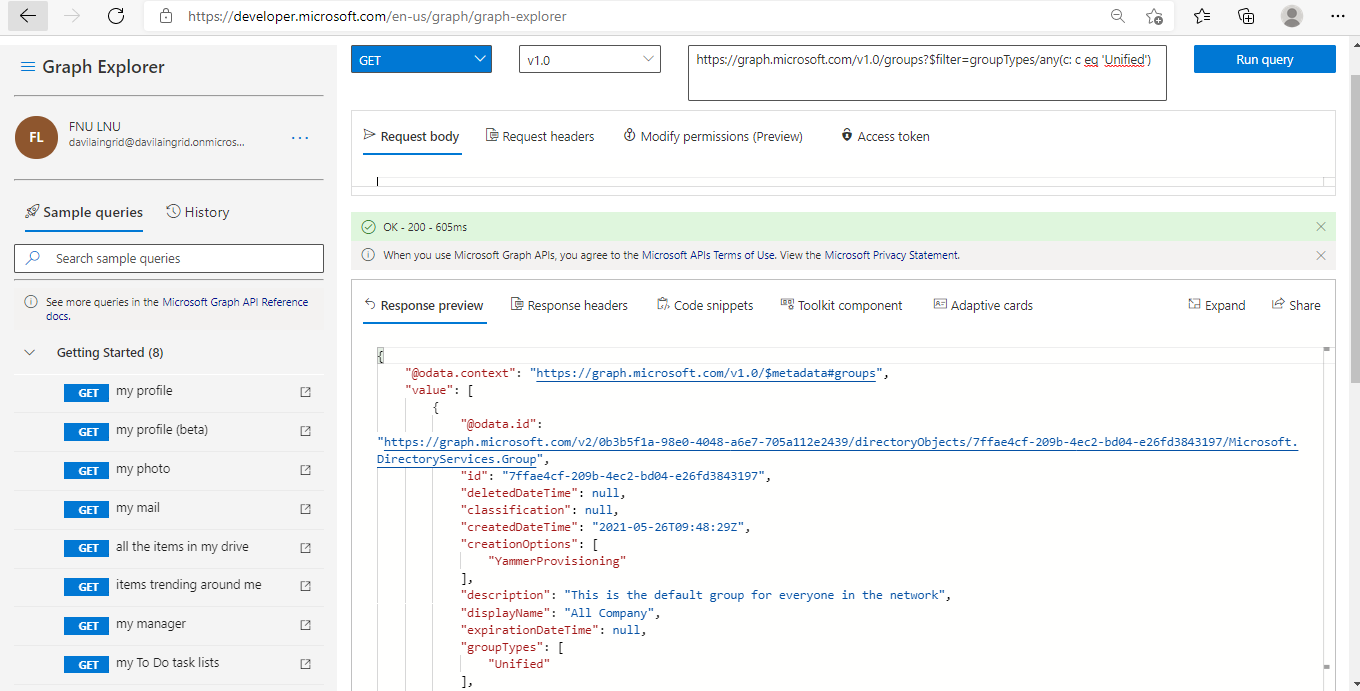 https://developer.microsoft.com/en-us/graph/graph-explorer
Graph Explorer
FL
FNU LNU
davilaingrid@davilaingrid.onmicros...
Sample queries
History
Search sample queries
See more queries in the Microsoft Graph API Reference
docs.
Getting Started (8)
GET my profile
GET my profile (beta)
GET my photo
GET my mail
GET all the items in my drive
GET items trending around me
GET my manager
GET my To Do task lists
GET
v1.0
https://graph.microsoft.com/v1.0/groups?$filter=groupTypes/any(c: c eq 'Unified')
Run query
Request body
Request headers
Modify permissions (Preview)
Access token
OK - 200 - 605ms
When you use Microsoft Graph APIs, you agree to the Microsoft APIs Terms of Use. View the Microsoft Privacy Statement.
Response preview
Response headers
Code snippets
Toolkit component
Adaptive cards
Expand
Share
{
"@odata.context": "https://graph.microsoft.com/v1.0/$metadata#groups",
"value": [
{
"@odata.id":
"https://graph.microsoft.com/v2/0b3b5f1a-98e0-4048-a6e7-705a112e2439/directoryObjects/7ffae4cf-209b-4ec2-bd04-e26fd3843197/Microsoft.
DirectoryServices.Group",
"id": "7ffae4cf-209b-4ec2-bd04-e26fd3843197",
"deletedDateTime": null,
"classification": null,
"createdDateTime": "2021-05-26T09:48:29Z",
"creationOptions": [
"YammerProvisioning"
],
"description": "This is the default group for everyone in the network",
"displayName": "All Company",
"expirationDateTime": null,
"groupTypes": [
"Unified"
],